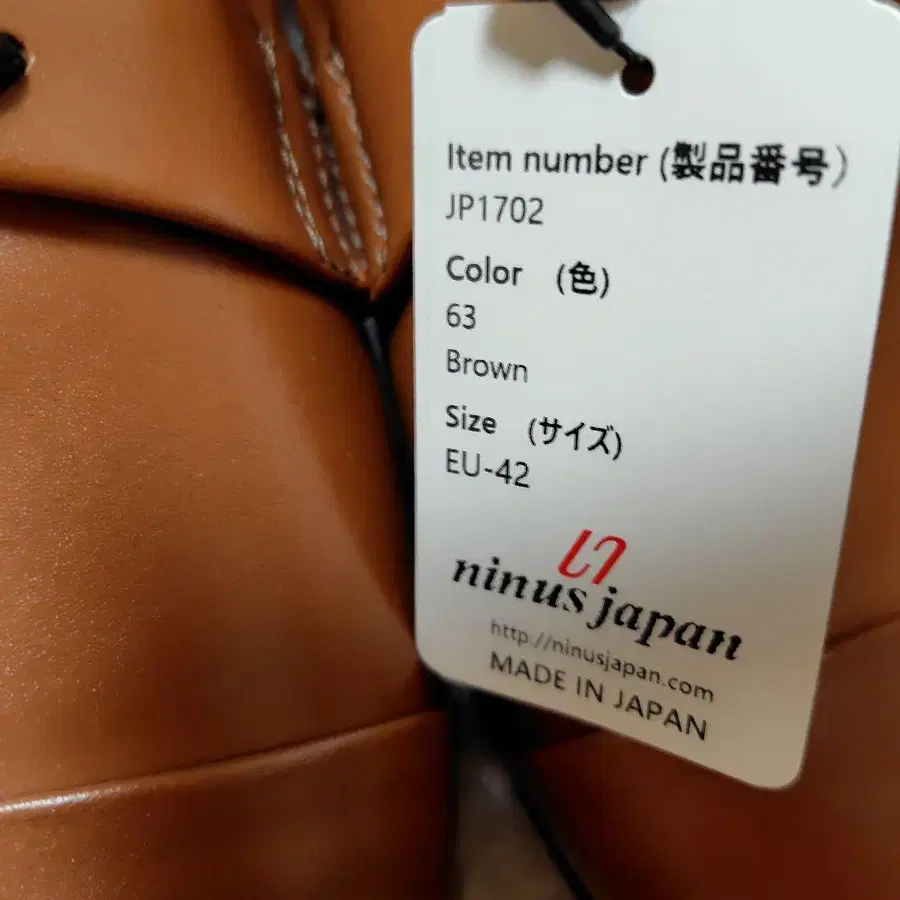 Item number (製品番号)
JP1702
Color (色)
63
Brown
Size (サイズ)
EU-42
ninus japan
http://ninusjapan.com
MADE IN JAPAN